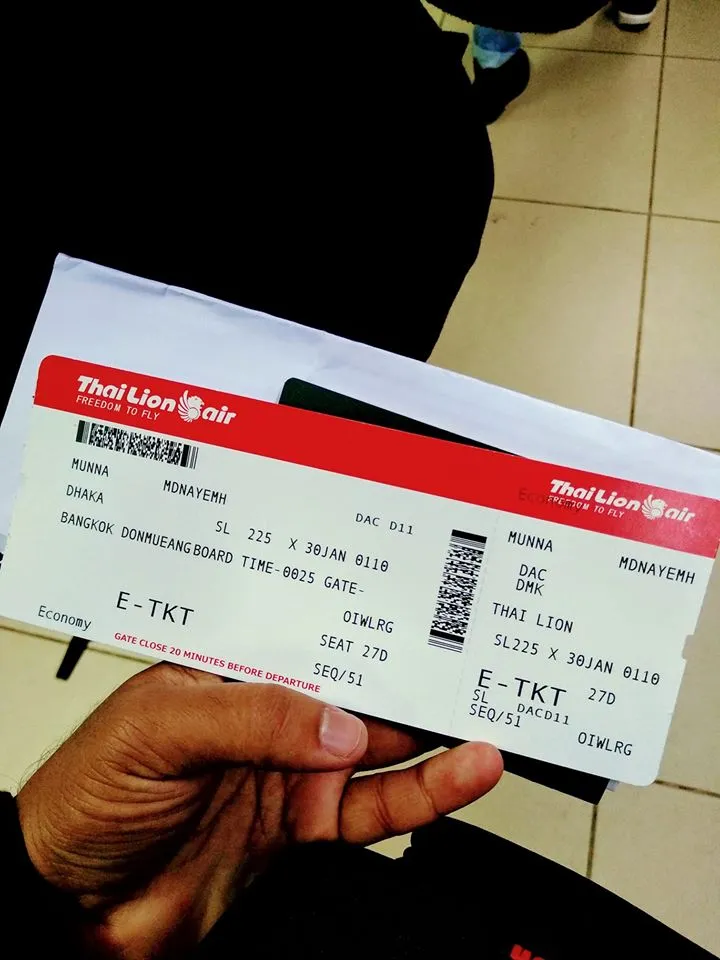 Thai Lion air
FREEDOM TO FLY
MUNNA MDNAYEMH
DHAKA DAC D11
SL 225 X 30JAN 0110
BANGKOK DONMUEANG BOARD TIME-0025 GATE-
E-TKT OIWLRG
Economy SEAT 27D
GATE CLOSE 20 MINUTES BEFORE DEPARTURE
SEQ/51
Thai Lion air
Economy FREEDOM TO FLY
MUNNA MDNAYEMH
DAC
DMK
THAI LION
SL225 X 30JAN 0110
E-TKT 27D
SL DACD11
SEQ/51 OIWLRG